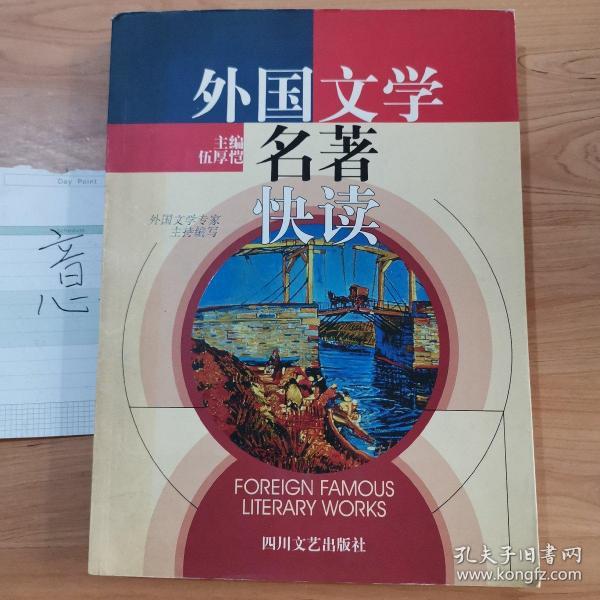 外国文学
名著
快读
主编
伍厚恺
外国文学专家
主持编写
Day Point
意
FOREIGN FAMOUS
LITERARY WORKS
四川文艺出版社
孔夫子旧书网
www.kongfz.com